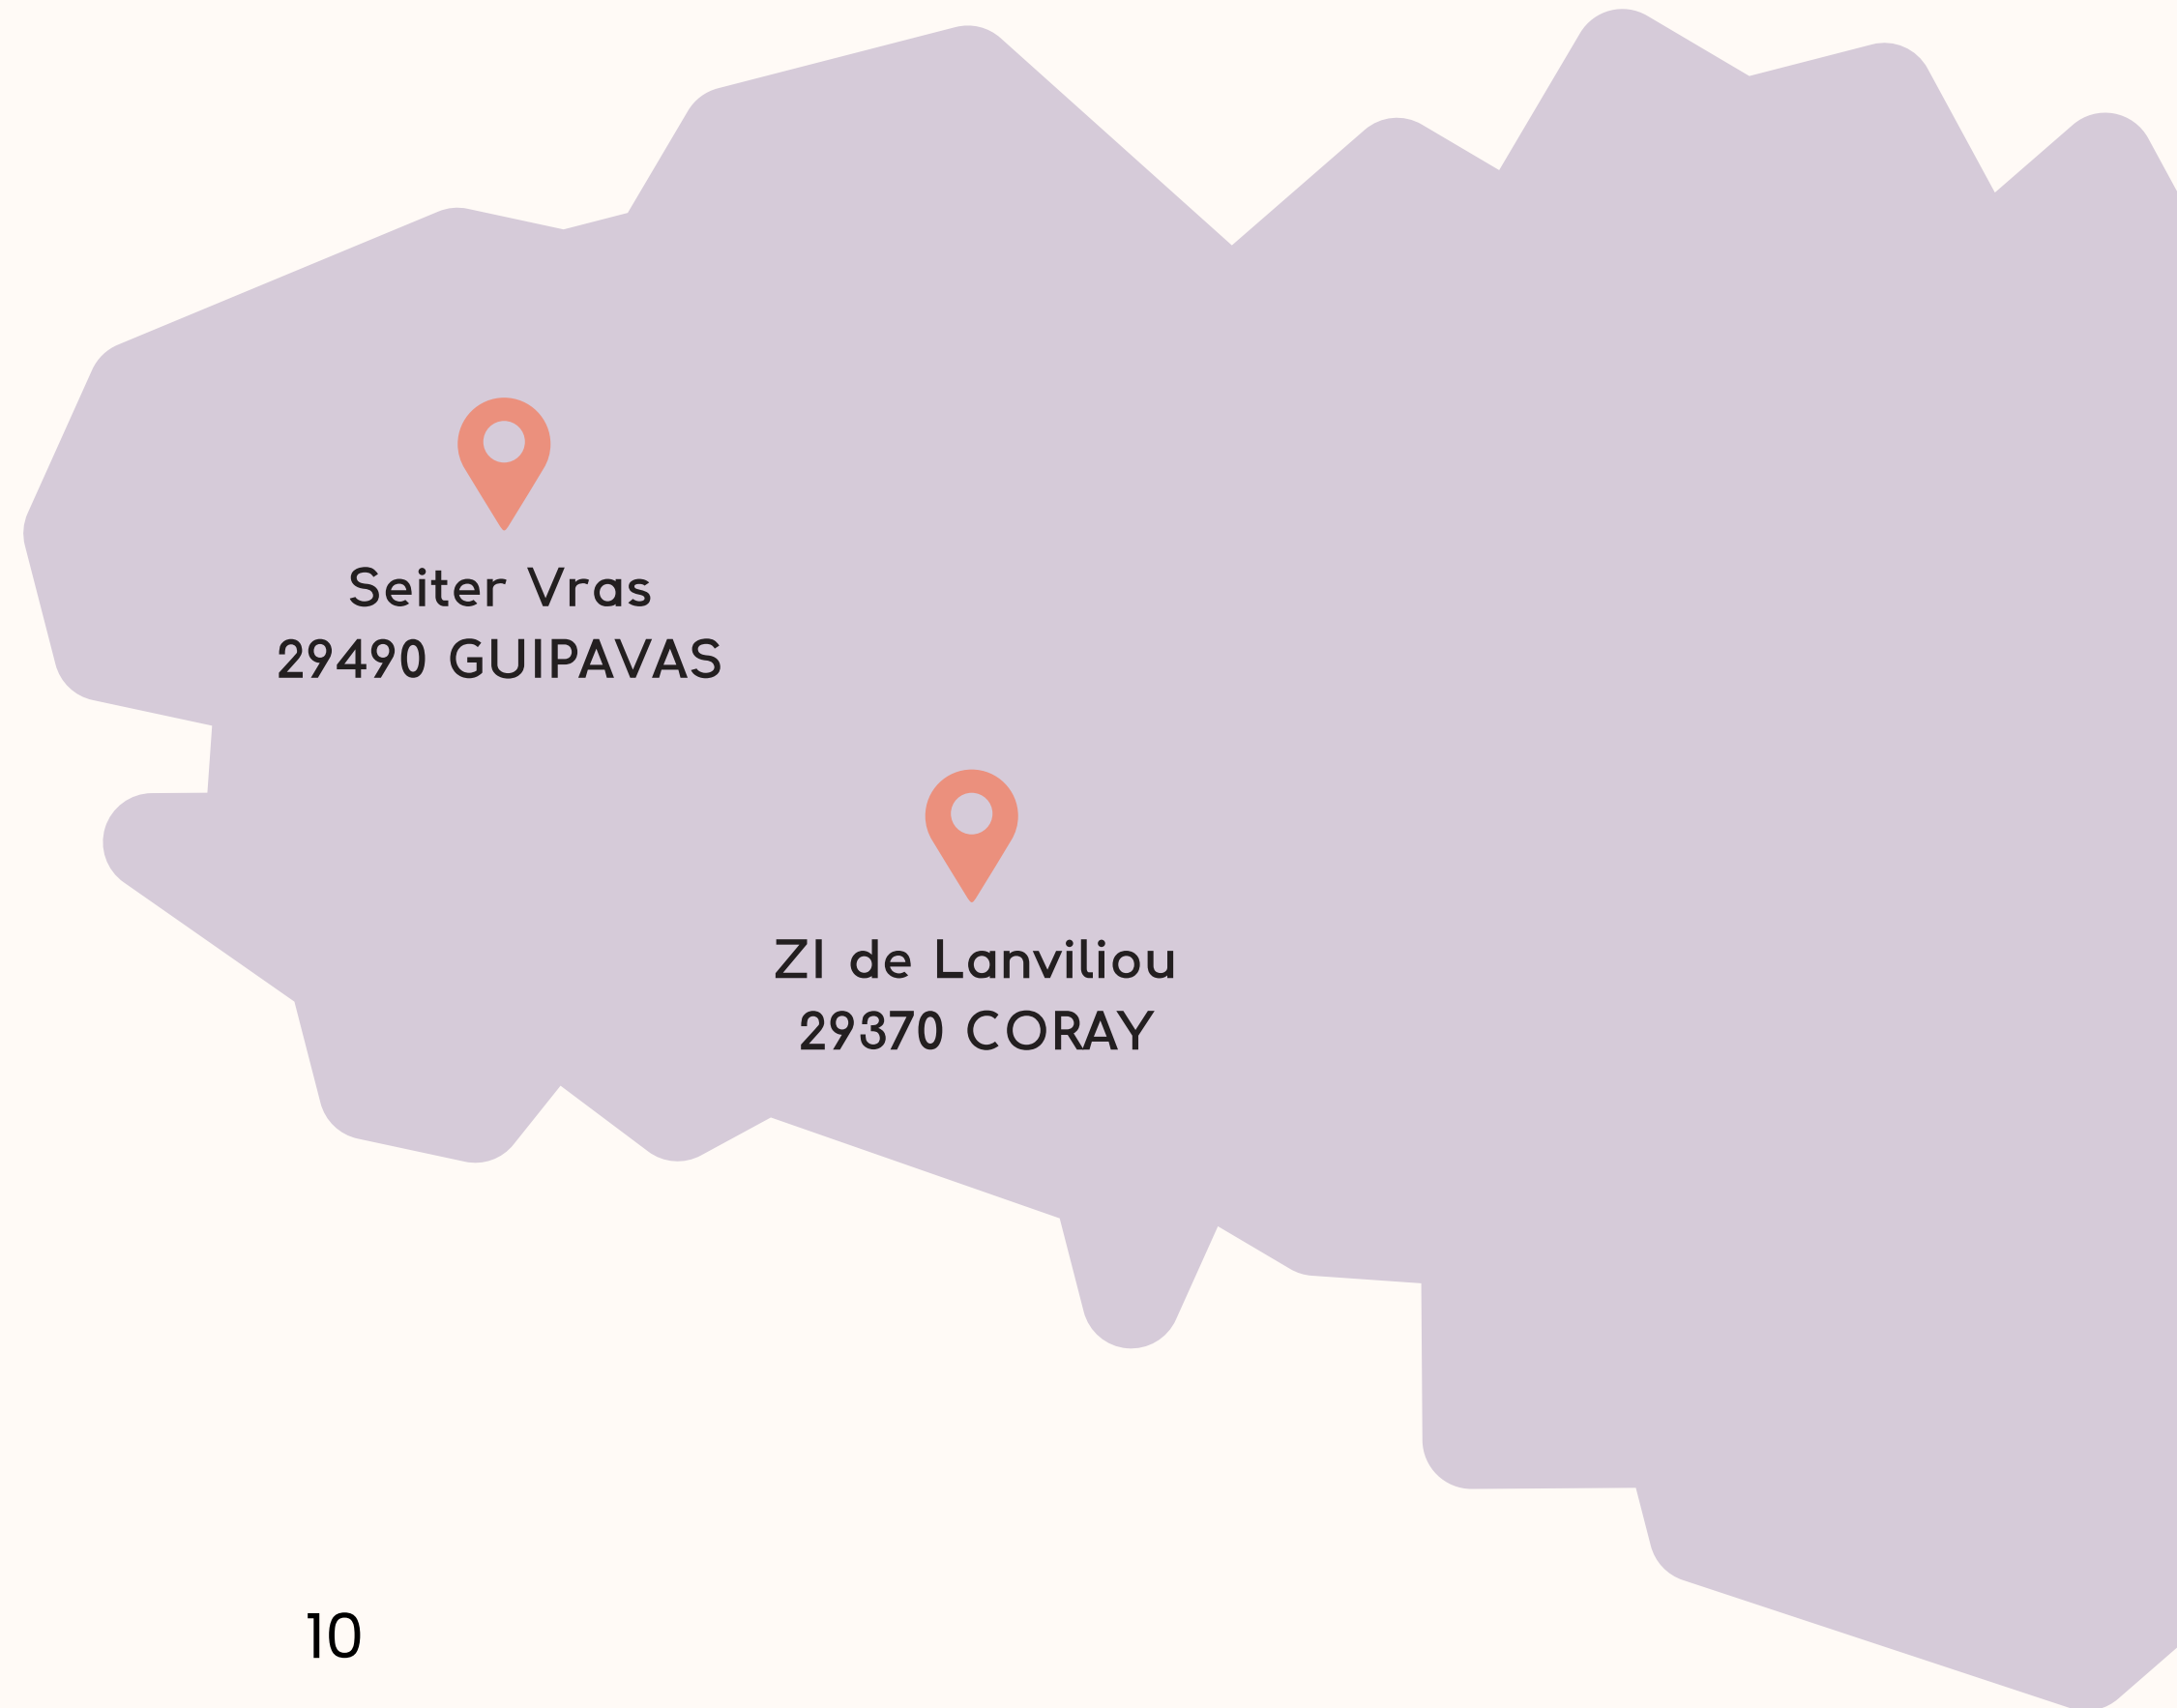 Seiter Vras
29490 GUIPAVAS
ZI de Lanviliou
29370 CORAY
10